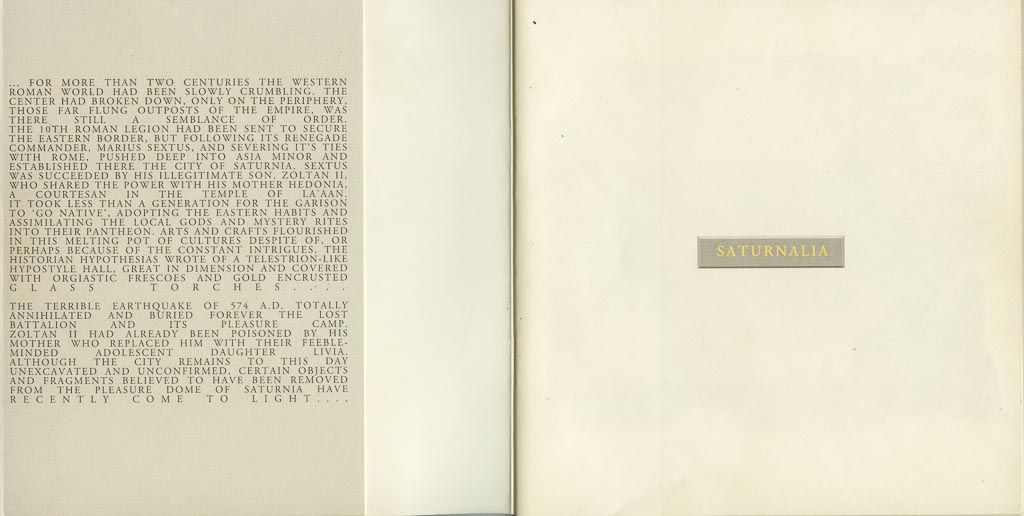 ... FOR MORE THAN TWO CENTURIES THE WESTERN
ROMAN WORLD HAD BEEN SLOWLY CRUMBLING. THE
CENTER HAD BROKEN DOWN, ONLY ON THE PERIPHERY,
THOSE FAR FLUNG OUTPOSTS OF THE EMPIRE, WAS
THERE STILL A SEMBLANCE OF ORDER.
THE 10TH ROMAN LEGION HAD BEEN SENT TO SECURE
THE EASTERN BORDER, BUT FOLLOWING ITS RENEGADE
COMMANDER, MARIUS SEXTUS, AND SEVERING IT'S TIES
WITH ROME, PUSHED DEEP INTO ASIA MINOR AND
ESTABLISHED THERE THE CITY OF SATURNIA. SEXTUS
WAS SUCCEEDED BY HIS ILLEGITIMATE SON, ZOLTAN II,
WHO SHARED THE POWER WITH HIS MOTHER HEDONIA,
A COURTESAN IN THE TEMPLE OF LA'AAN.
IT TOOK LESS THAN A GENERATION FOR THE GARISON
TO 'GO NATIVE', ADOPTING THE EASTERN HABITS AND
ASSIMILATING THE LOCAL GODS AND MYSTERY RITES
INTO THEIR PANTHEON. ARTS AND CRAFTS FLOURISHED
IN THIS MELTING POT OF CULTURES DESPITE OF, OR
PERHAPS BECAUSE OF THE CONSTANT INTRIGUES. THE
HISTORIAN HYPOTHESIAS WROTE OF A TELESTRION-LIKE
HYPOSTYLE HALL, GREAT IN DIMENSION AND COVERED
WITH ORGIASTIC FRESCOES AND GOLD ENCRUSTED
GLASS TORCHES....
THE TERRIBLE EARTHQUAKE OF 574 A.D. TOTALLY
ANNIHILATED AND BURIED FOREVER THE LOST
BATTALION AND ITS PLEASURE CAMP.
ZOLTAN II HAD ALREADY BEEN POISONED BY HIS
MOTHER WHO REPLACED HIM WITH THEIR FEEBLE-
MINDED ADOLESCENT DAUGHTER LIVIA.
ALTHOUGH THE CITY REMAINS TO THIS DAY
UNEXCAVATED AND UNCONFIRMED, CERTAIN OBJECTS
AND FRAGMENTS BELIEVED TO HAVE BEEN REMOVED
FROM THE PLEASURE DOME OF SATURNIA HAVE
RECENTLY COME TO LIGHT....
SATURNALIA